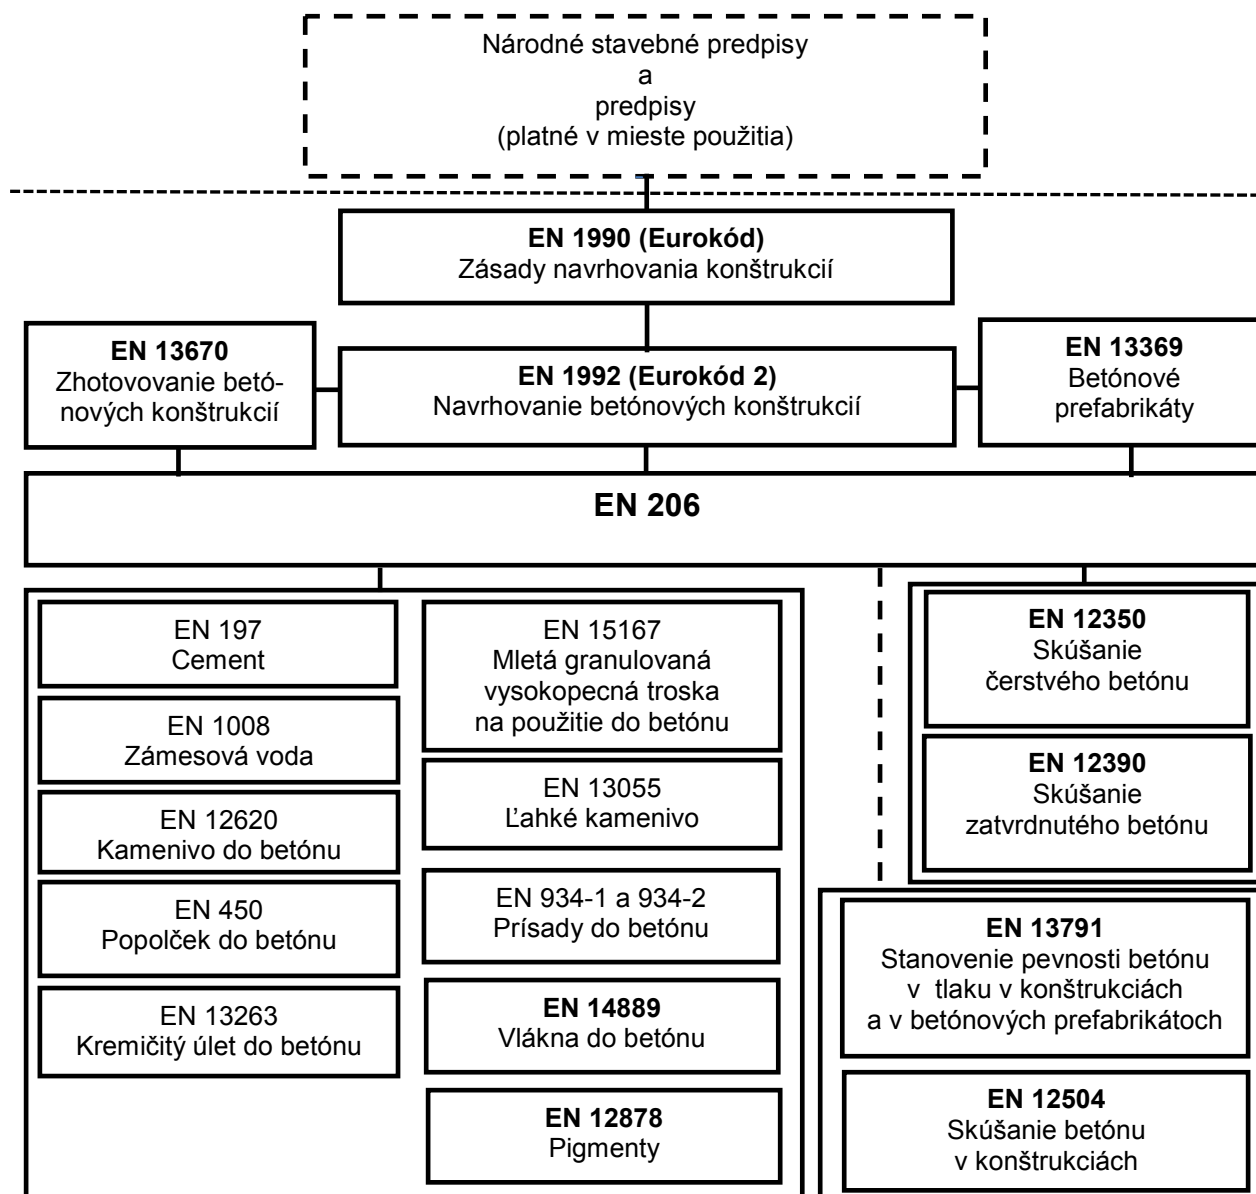 Národné stavebné predpisy
a
predpisy
(platné v mieste použitia)
EN 1990 (Eurokód)
Zásady navrhovania konštrukcií
EN 13670
Zhotovovanie betó-
nových konštrukcií
EN 1992 (Eurokód 2)
Navrhovanie betónových konštrukcií
EN 13369
Betónové
prefabrikáty
EN 206
EN 197
Cement
EN 1008
Zámesová voda
EN 12620
Kamenivo do betónu
EN 450
Popolček do betónu
EN 13263
Kremičitý úlet do betónu
EN 15167
Mletá granulovaná
vysokopecná troska
na použitie do betónu
EN 13055
Ľahké kamenivo
EN 934-1 a 934-2
Prísady do betónu
EN 14889
Vlákna do betónu
EN 12878
Pigmenty
EN 12350
Skúšanie
čerstvého betónu
EN 12390
Skúšanie
zatvrdnutého betónu
EN 13791
Stanovenie pevnosti betónu
v tlaku v konštrukciách
a v betónových prefabrikátoch
EN 12504
Skúšanie betónu
v konštrukciách